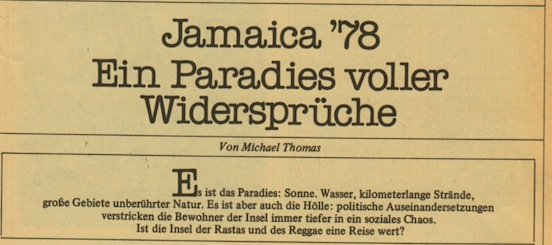 Jamaica '78
Ein Paradies voller
Widersprüche
Von Michael Thomas
Es ist das Paradies: Sonne. Wasser, kilometerlange Strände,
große Gebiete unberührter Natur. Es ist aber auch die Hölle: politische Auseinandersetzungen
verstricken die Bewohner der Insel immer tiefer in ein soziales Chaos.
Ist die Insel der Rastas und des Reggae eine Reise wert?